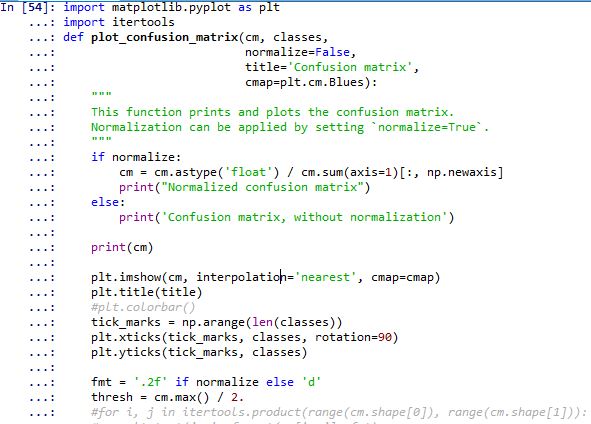 In [54]: import matplotlib.pyplot as plt
    ...: import itertools
    ...: def plot_confusion_matrix(cm, classes,
    ...:                           normalize=False,
    ...:                           title='Confusion matrix',
    ...:                           cmap=plt.cm.Blues):
    ...:     """
    ...:     This function prints and plots the confusion matrix.
    ...:     Normalization can be applied by setting `normalize=True`.
    ...:     """
    ...:     if normalize:
    ...:         cm = cm.astype('float') / cm.sum(axis=1)[:, np.newaxis]
    ...:         print("Normalized confusion matrix")
    ...:     else:
    ...:         print('Confusion matrix, without normalization')
    ...:
    ...:     print(cm)
    ...:
    ...:     plt.imshow(cm, interpolation='nearest', cmap=cmap)
    ...:     plt.title(title)
    ...:     #plt.colorbar()
    ...:     tick_marks = np.arange(len(classes))
    ...:     plt.xticks(tick_marks, classes, rotation=90)
    ...:     plt.yticks(tick_marks, classes)
    ...:
    ...:     fmt = '.2f' if normalize else 'd'
    ...:     thresh = cm.max() / 2.
    ...:     #for i, j in itertools.product(range(cm.shape[0]), range(cm.shape[1])):